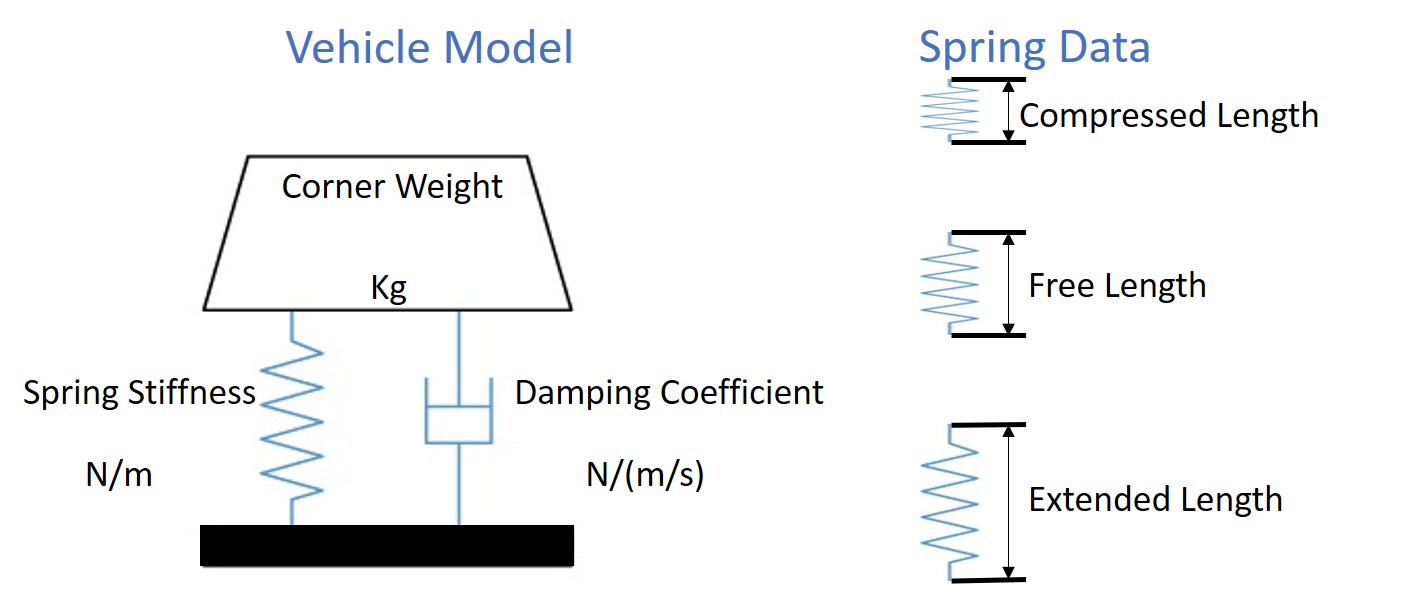 Vehicle Model
Corner Weight
Kg
Spring Stiffness
N/m
Damping Coefficient
N/(m/s)
Spring Data
Compressed Length
Free Length
Extended Length